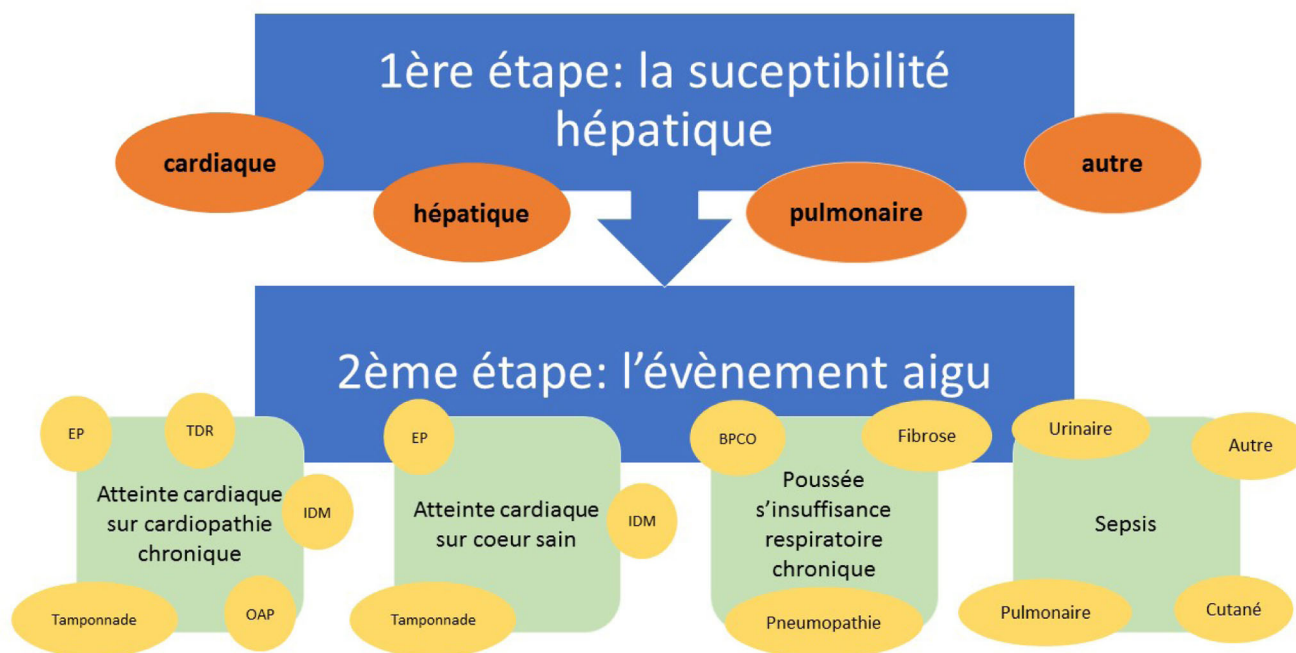 1ère étape: la suceptibilité
hépatique
cardiaque
autre
hépatique
pulmonaire
2ème étape: l'évènement aigu
EP
TDR
Atteinte cardiaque
sur cardiopathie
chronique
IDM
Tamponnade
OAP
EP
Atteinte cardiaque
sur coeur sain
IDM
Tamponnade
BPCO
Fibrose
Poussée
s'insuffisance
respiratoire
chronique
Pneumopathie
Urinaire
Autre
Sepsis
Pulmonaire
Cutané